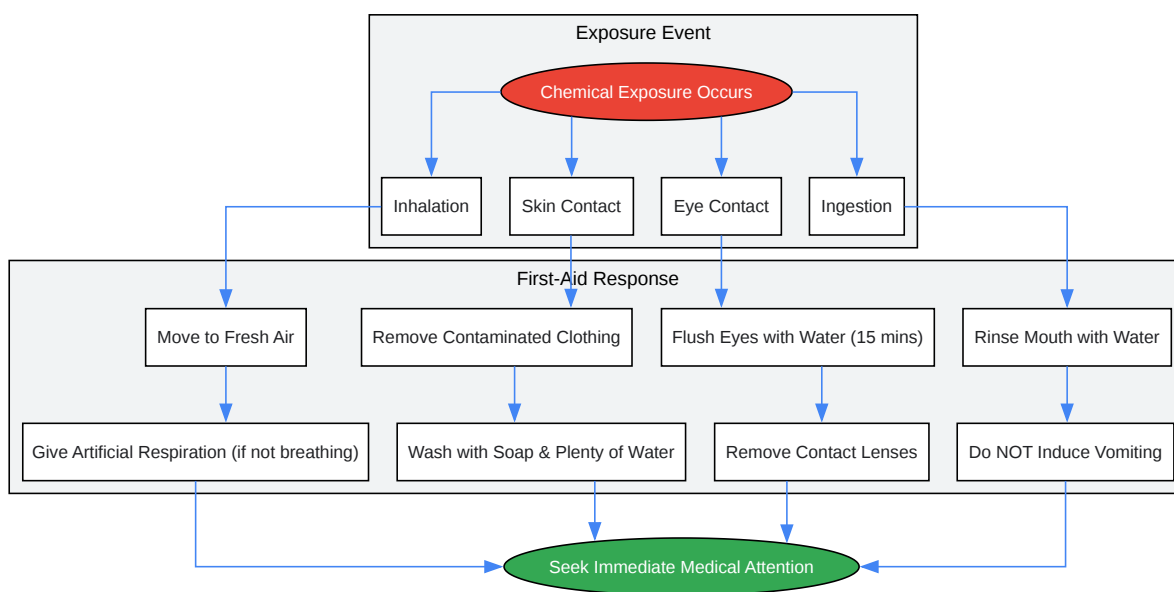 Exposure Event
Chemical Exposure Occurs
Inhalation
Skin Contact
Eye Contact
Ingestion
First-Aid Response
Move to Fresh Air
Remove Contaminated Clothing
Flush Eyes with Water (15 mins)
Rinse Mouth with Water
Give Artificial Respiration (if not breathing)
Wash with Soap & Plenty of Water
Remove Contact Lenses
Do NOT Induce Vomiting
Seek Immediate Medical Attention